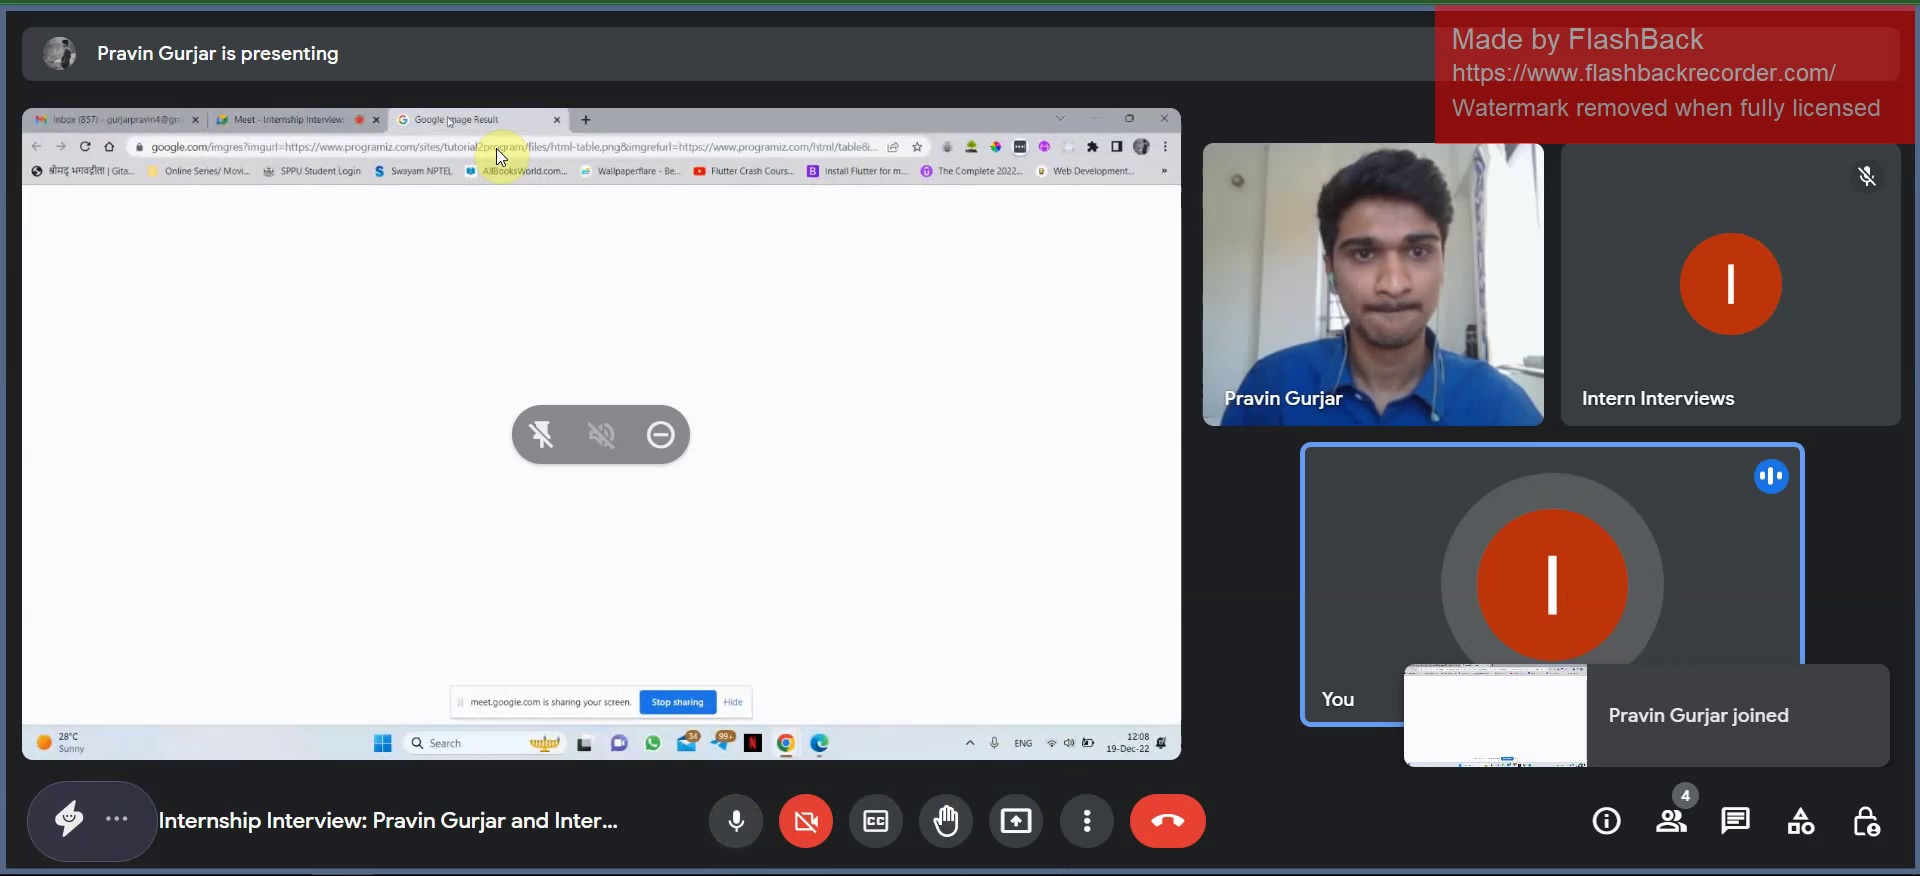 Pravin Gurjar is presenting
Made by FlashBack
https://www.flashbackrecorder.com/
Watermark removed when fully licensed
Inbox (857) - gurjarpravin4@gm
Meet - Internship Interview:
Google Image Result
google.com/imgres?imgurl=https://www.programiz.com/sites/tutorial2program/files/html-table.png&imgrefurl=https://www.programiz.com/html/table&...
श्रीमद् भगवद्गीता | Gita...
Online Series/ Movi...
SPPU Student Login
Swayam NPTEL
AllBooksWorld.com...
Wallpaperflare - Be...
Flutter Crash Cours...
Install Flutter for m...
The Complete 2022...
Web Development...
Pravin Gurjar
I
Intern Interviews
I
You
Pravin Gurjar joined
meet.google.com is sharing your screen.
Stop sharing
Hide
28°C
Sunny
Search
34
99+
ENG
12:08
19-Dec-22
Internship Interview: Pravin Gurjar and Inter...
4